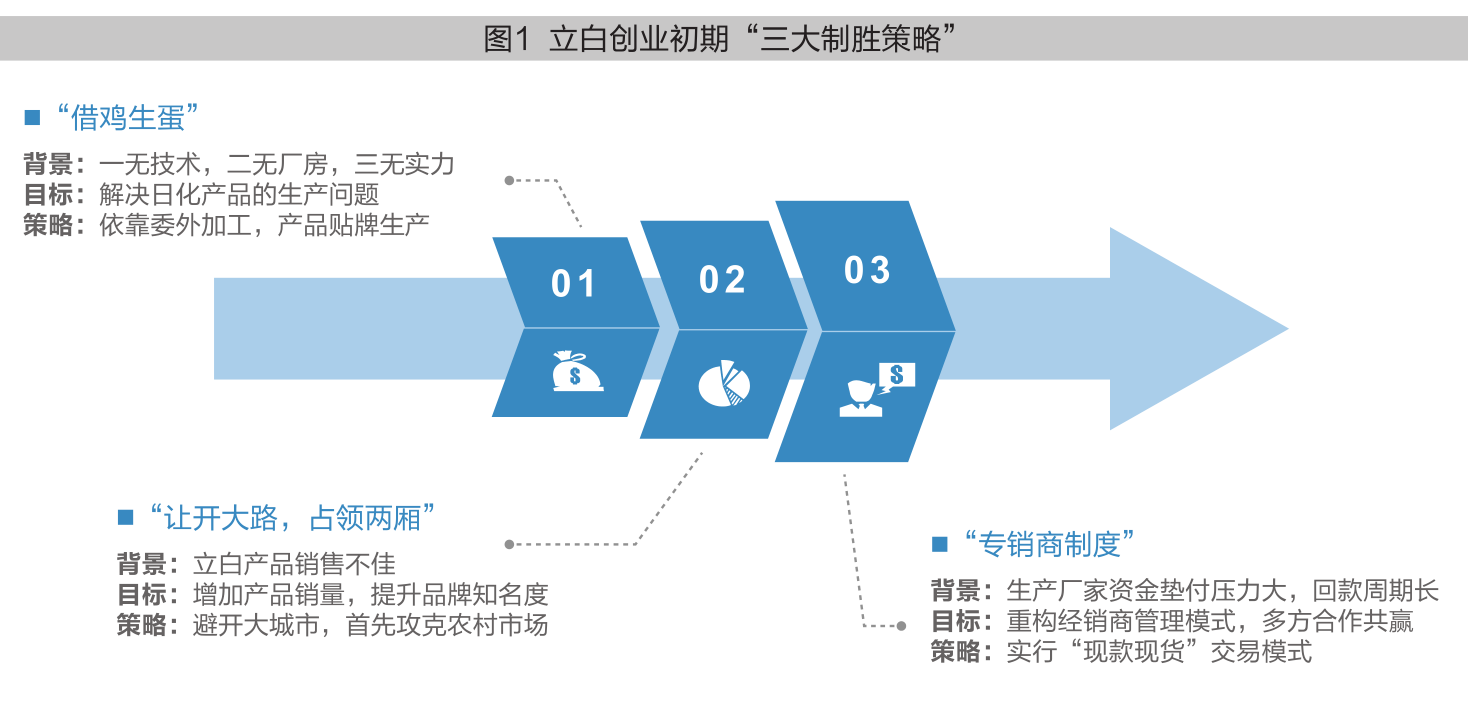 图1 立白创业初期“三大制胜策略”
■“借鸡生蛋”
背景：一无技术，二无厂房，三无实力
目标：解决日化产品的生产问题
策略：依靠委外加工，产品贴牌生产
01
02
03
$
$
■“让开大路，占领两厢”
背景：立白产品销售不佳
目标：增加产品销量，提升品牌知名度
策略：避开大城市，首先攻克农村市场
■“专销商制度”
背景：生产厂家资金垫付压力大，回款周期长
目标：重构经销商管理模式，多方合作共赢
策略：实行“现款现货”交易模式